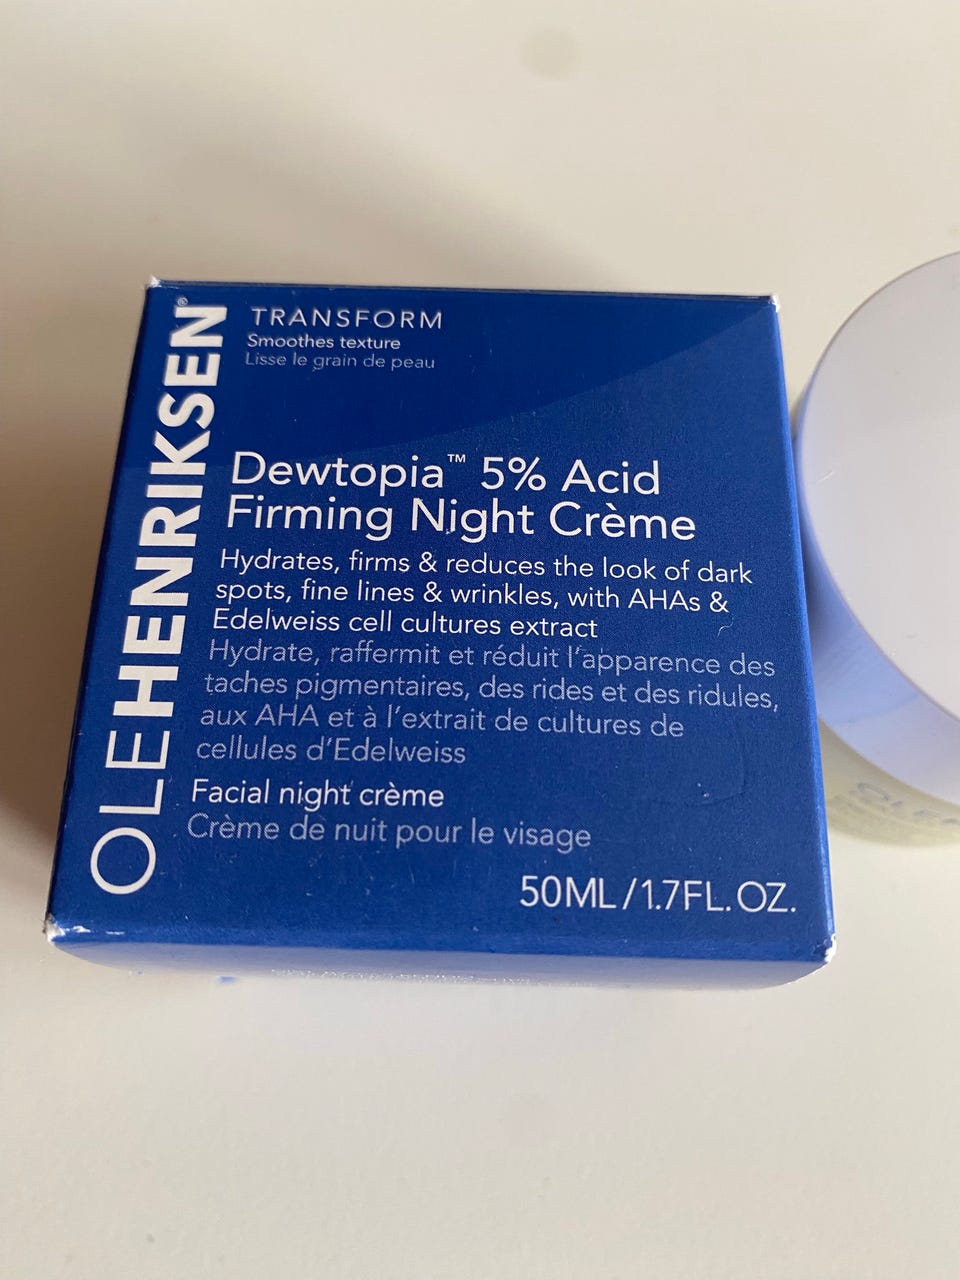 OLEHENRIKSEN®
TRANSFORM
Smoothes texture
Lisse le grain de peau
Dewtopia™ 5% Acid
Firming Night Crème
Hydrates, firms & reduces the look of dark
spots, fine lines & wrinkles, with AHAs &
Edelweiss cell cultures extract
Hydrate, raffermit et réduit l'apparence des
taches pigmentaires, des rides et des ridules,
aux AHA et à l'extrait de cultures de
cellules d'Edelweiss
Facial night crème
Crème de nuit pour le visage
50ML/1.7FL.OZ.